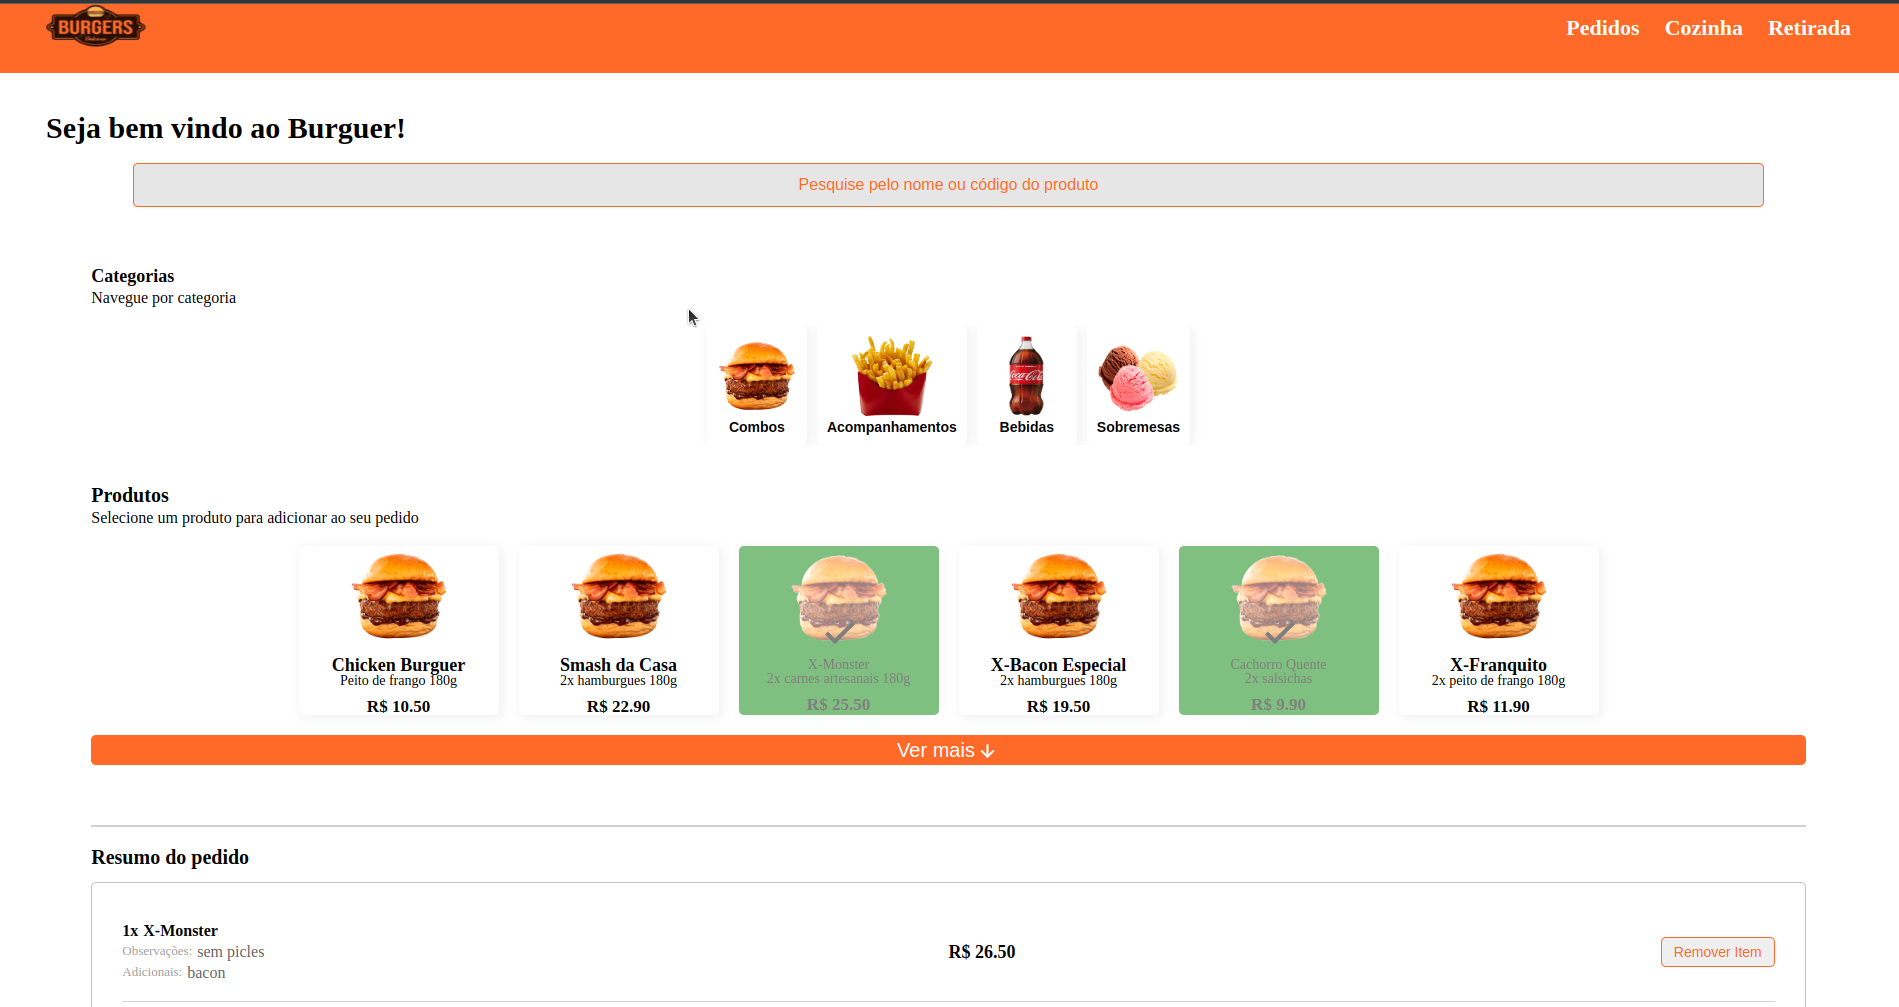 BURGERS
Pedidos Cozinha Retirada
Seja bem vindo ao Burguer!
Pesquise pelo nome ou código do produto
Categorias
Navegue por categoria
Coca-Cola
Combos Acompanhamentos Bebidas Sobremesas
Produtos
Selecione um produto para adicionar ao seu pedido
Chicken Burguer
Peito de frango 180g
R$ 10.50
Smash da Casa
2x hamburgues 180g
R$ 22.90
X-Monster
2x carnes artesanais 180g
R$ 25.50
X-Bacon Especial
2x hamburgues 180g
R$ 19.50
Cachorro Quente
2x salsichas
R$ 9.90
X-Franquito
2x peito de frango 180g
R$ 11.90
Ver mais
Resumo do pedido
1x X-Monster
Observações: sem picles
Adicionais: bacon
R$ 26.50
Remover Item